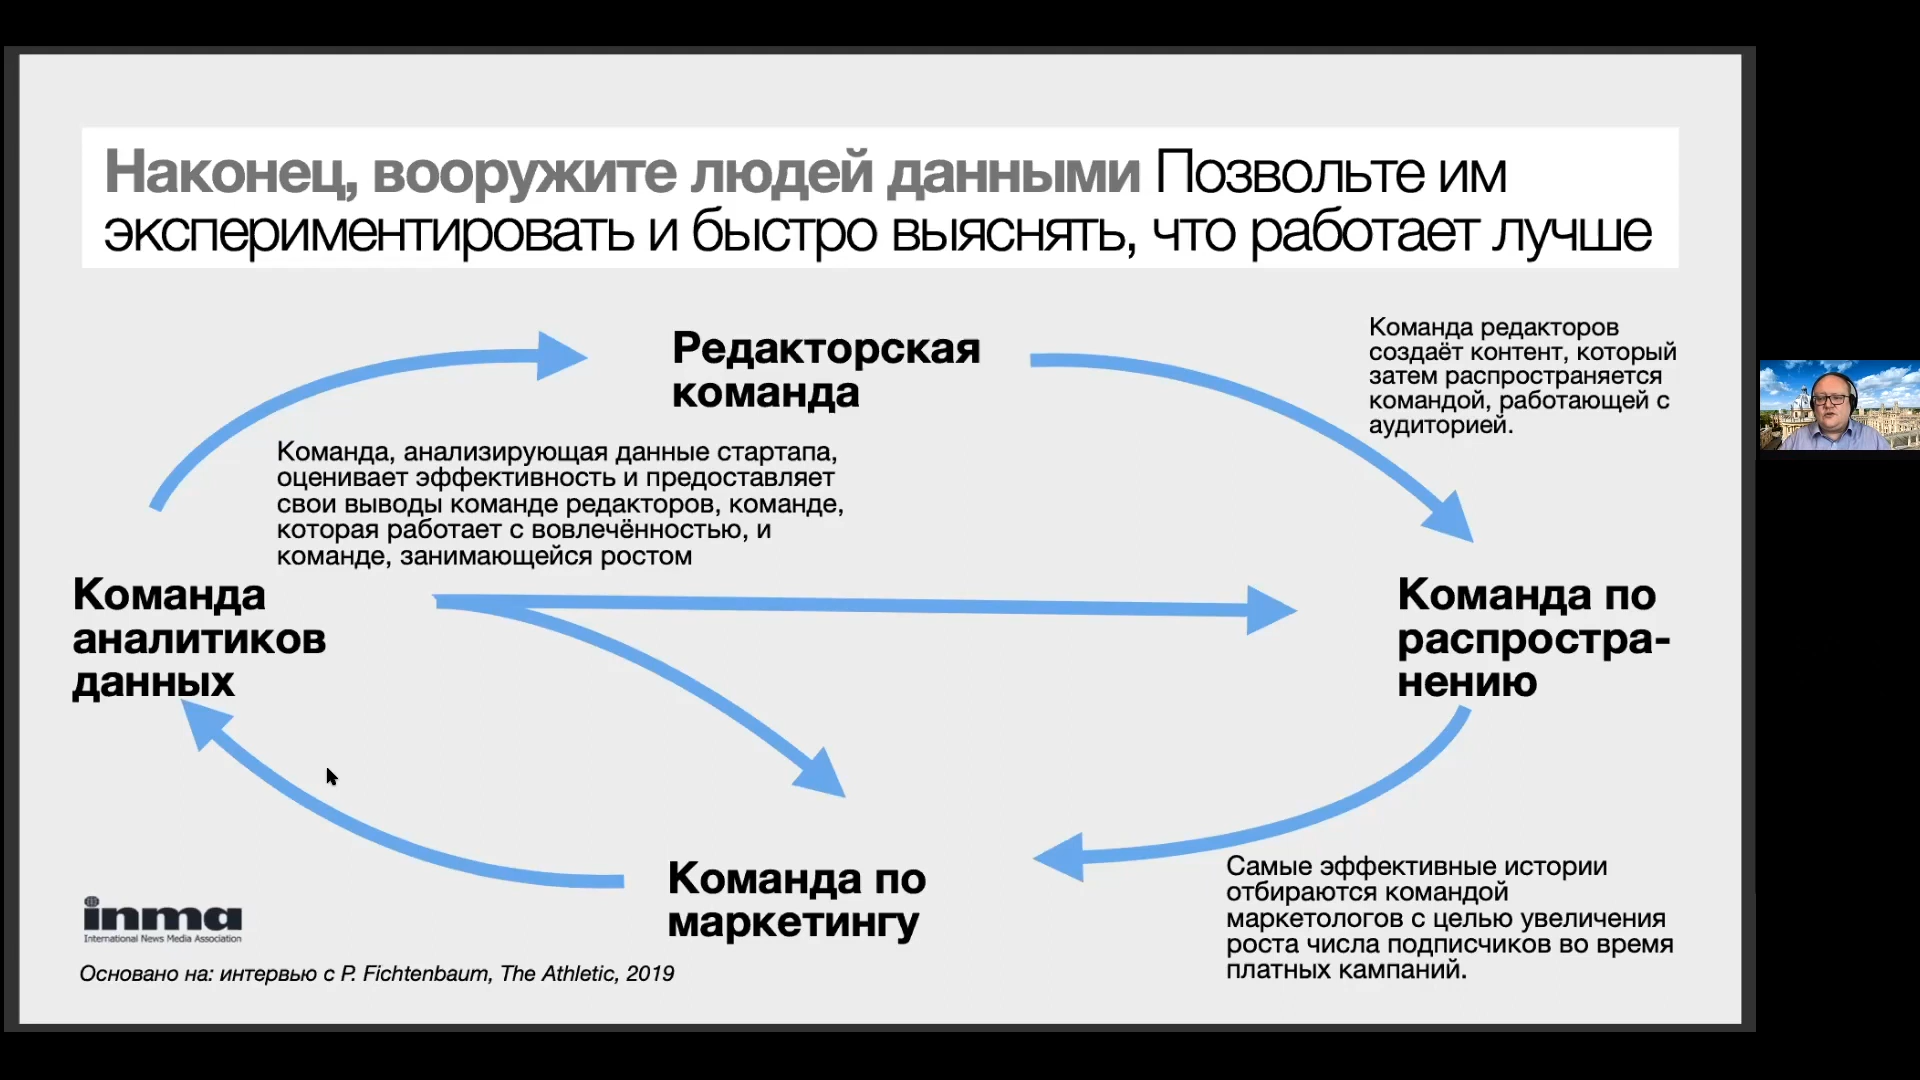 Наконец, вооружите людей данными Позвольте им
экспериментировать и быстро выяснять, что работает лучше
Редакторская
команда
Команда редакторов
создаёт контент, который
затем распространяется
командой, работающей с
аудиторией.
Команда, анализирующая данные стартапа,
оценивает эффективность и предоставляет
свои выводы команде редакторов, команде,
которая работает с вовлечённостью, и
команде, занимающейся ростом
Команда
аналитиков
данных
Команда по
распростра-
нению
Команда по
маркетингу
Самые эффективные истории
отбираются командой
маркетологов с целью увеличения
роста числа подписчиков во время
платных кампаний.
inma
International News Media Association
Основано на: интервью с P. Fichtenbaum, The Athletic, 2019